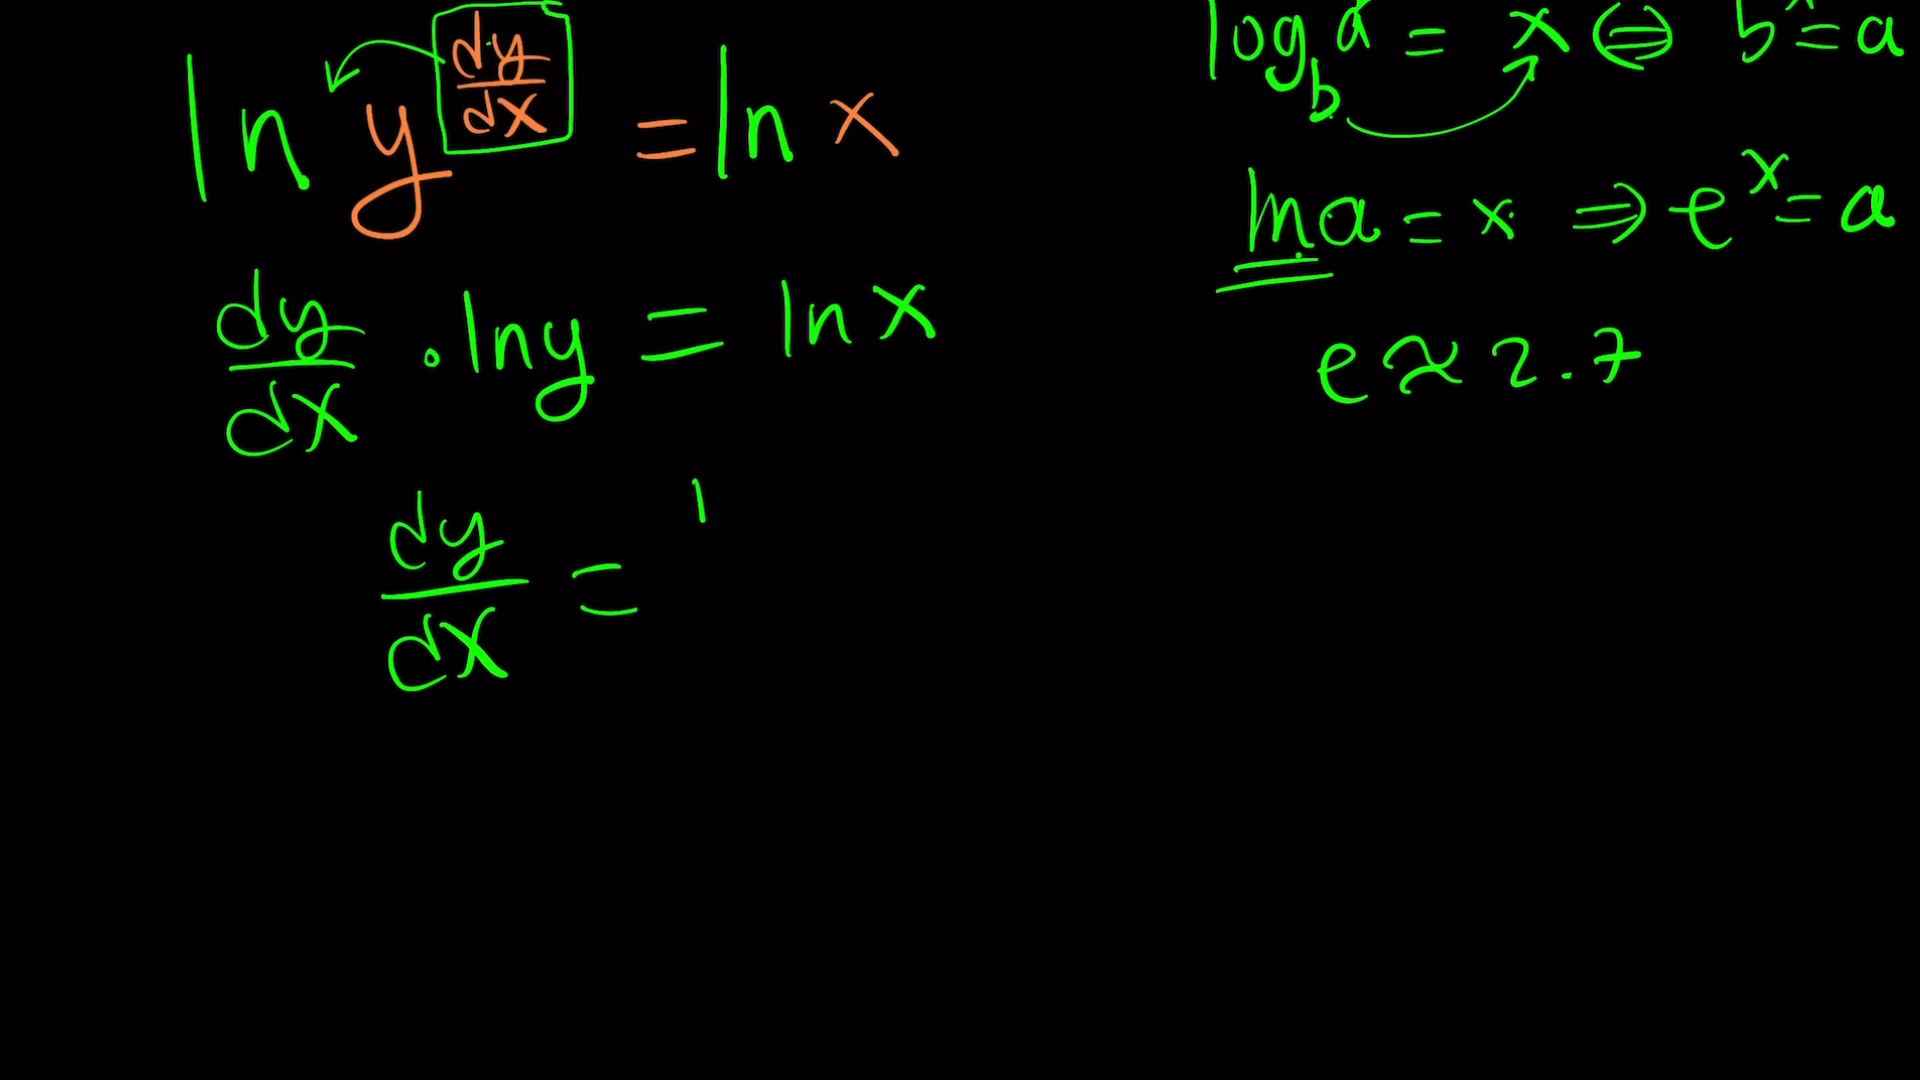 ln y^(dy/dx) = ln x
dy/dx · ln y = ln x
dy/dx = l
log_b a = x ⇔ b^x = a
ln a = x ⇒ e^x = a
e ≈ 2.7